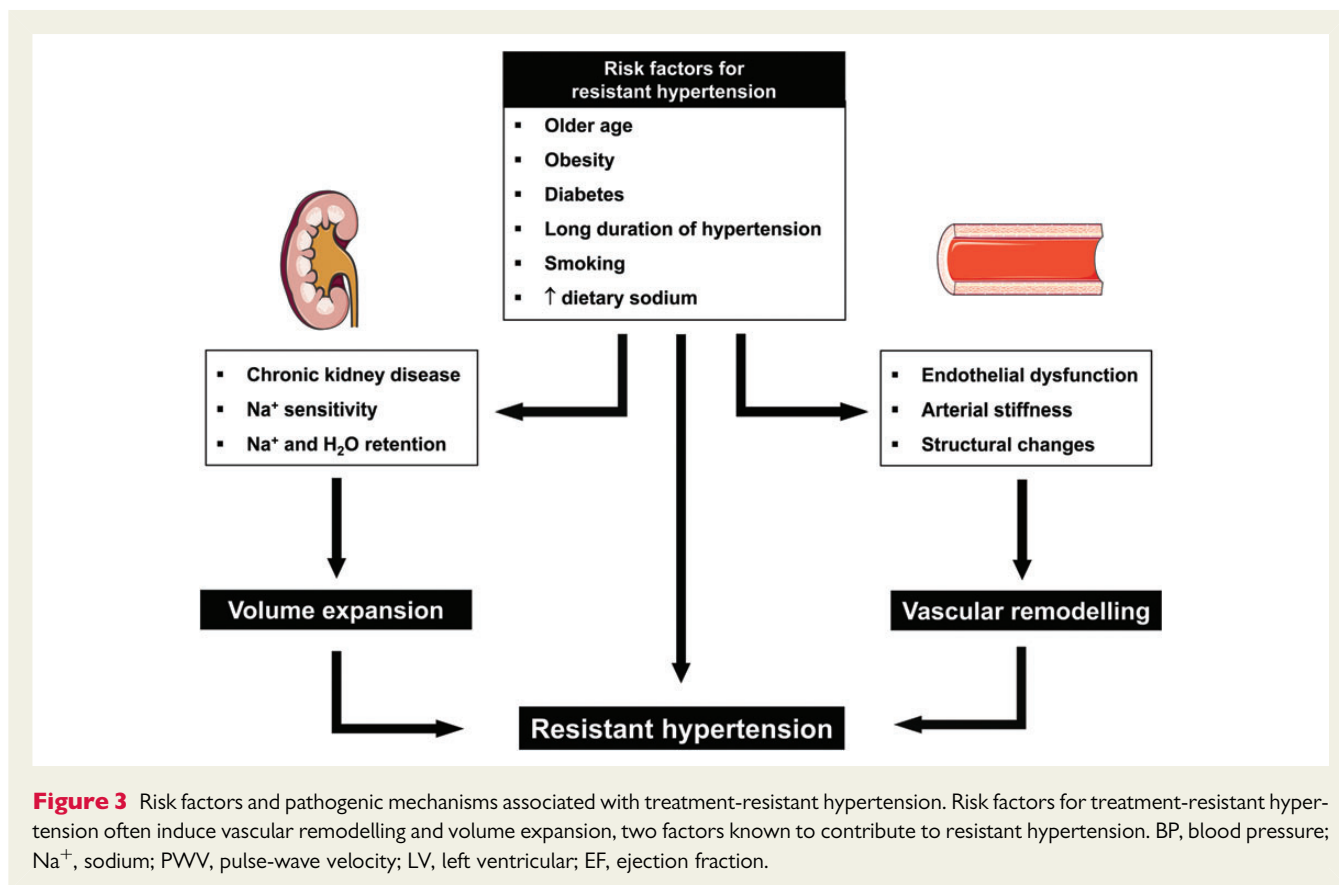 Risk factors for
resistant hypertension
▪ Older age
▪ Obesity
▪ Diabetes
▪ Long duration of hypertension
▪ Smoking
▪ ↑ dietary sodium
▪ Chronic kidney disease
▪ Na⁺ sensitivity
▪ Na⁺ and H₂O retention
▪ Endothelial dysfunction
▪ Arterial stiffness
▪ Structural changes
Volume expansion
Vascular remodelling
Resistant hypertension
Figure 3 Risk factors and pathogenic mechanisms associated with treatment-resistant hypertension. Risk factors for treatment-resistant hyper-
tension often induce vascular remodelling and volume expansion, two factors known to contribute to resistant hypertension. BP, blood pressure;
Na⁺, sodium; PWV, pulse-wave velocity; LV, left ventricular; EF, ejection fraction.